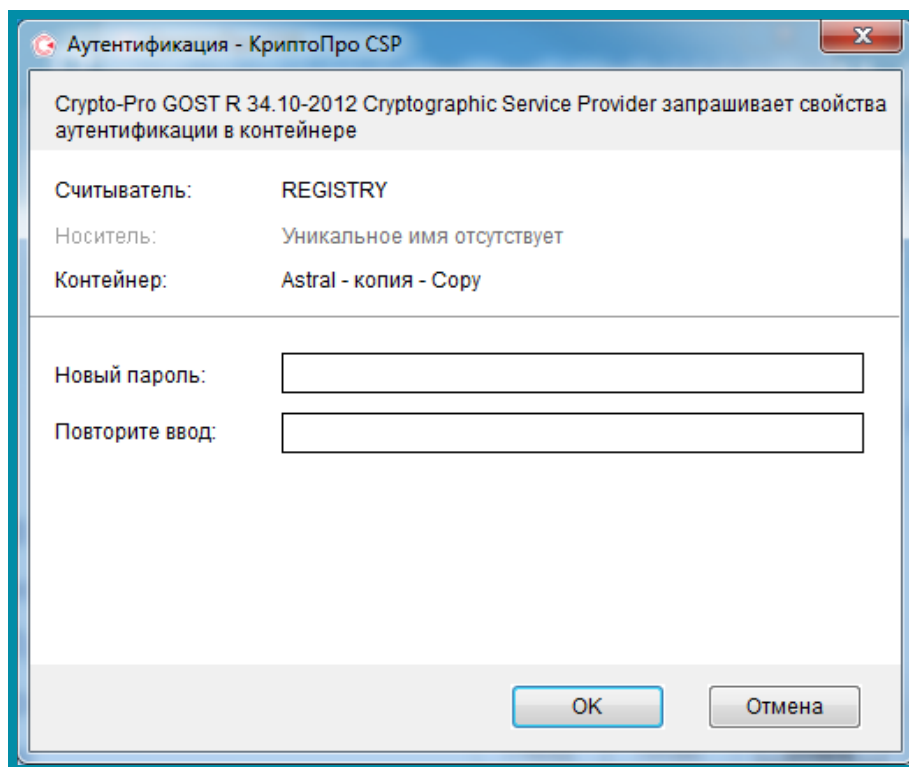 Аутентификация - КриптоПро CSP
Crypto-Pro GOST R 34.10-2012 Cryptographic Service Provider запрашивает свойства
аутентификации в контейнере
Считыватель: REGISTRY
Носитель: Уникальное имя отсутствует
Контейнер: Astral - копия - Copy
Новый пароль:
Повторите ввод:
OK Отмена